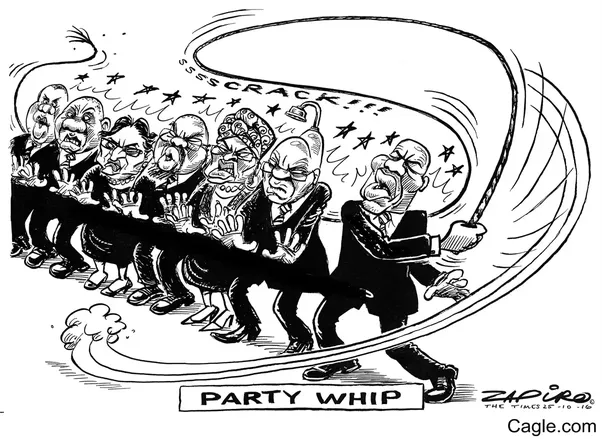 SSSSCRACK!!!
PARTY WHIP
ZAPIRO ©
THE TIMES 25-10-16
Cagle.com